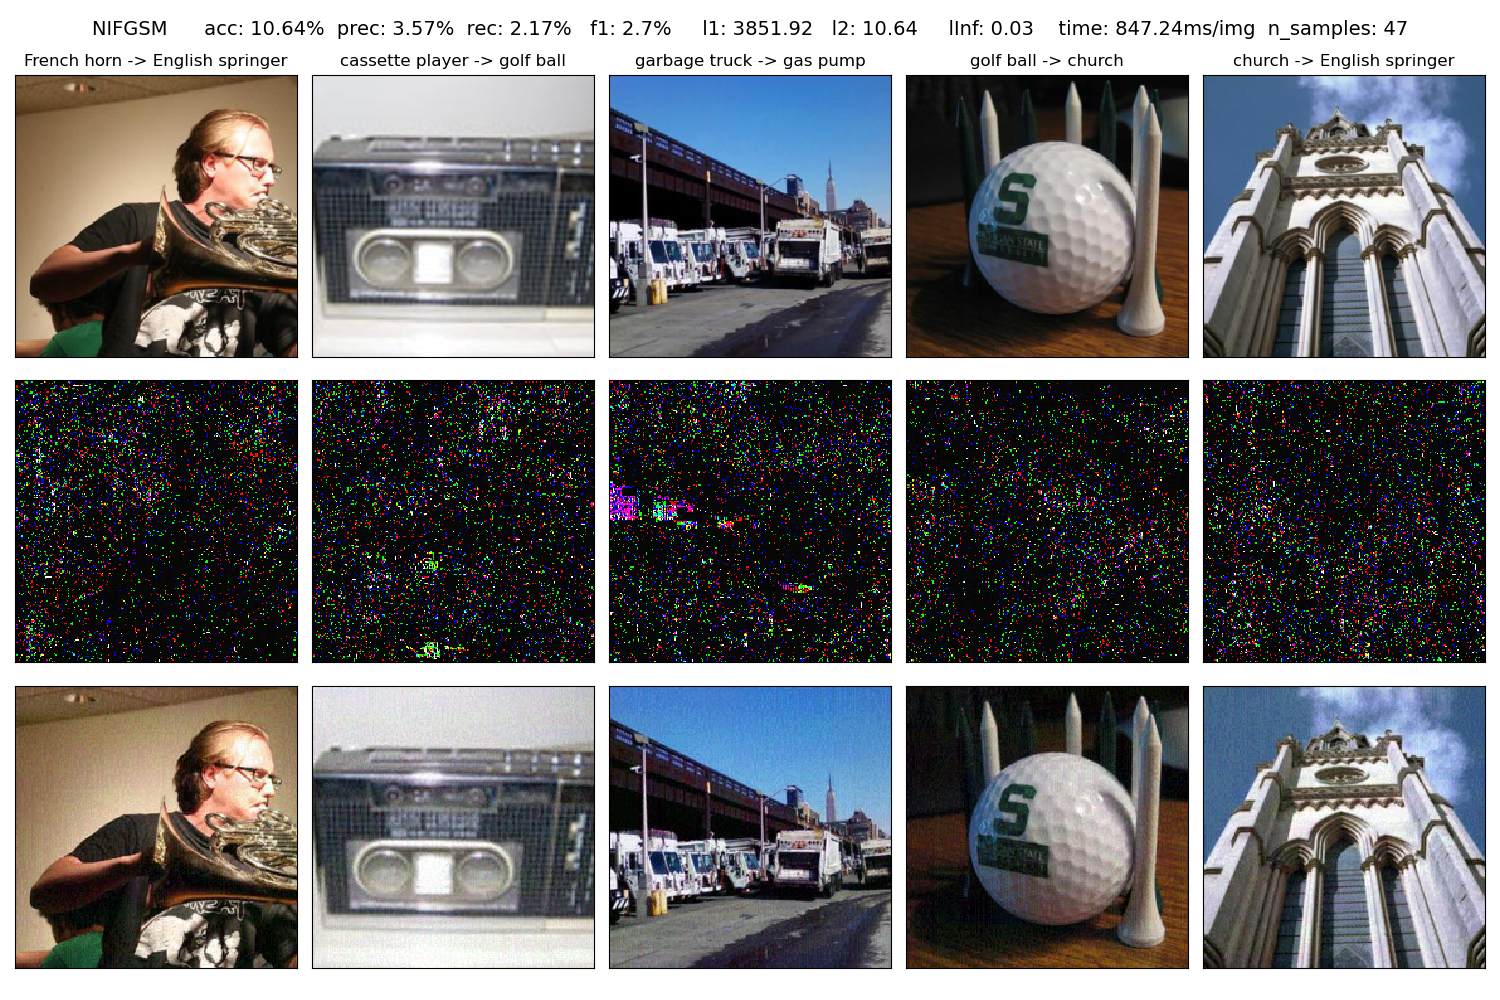 NIFGSM acc: 10.64% prec: 3.57% rec: 2.17% f1: 2.7% l1: 3851.92 l2: 10.64 lInf: 0.03 time: 847.24ms/img n_samples: 47
French horn -> English springer
cassette player -> golf ball
garbage truck -> gas pump
golf ball -> church
church -> English springer
S
S